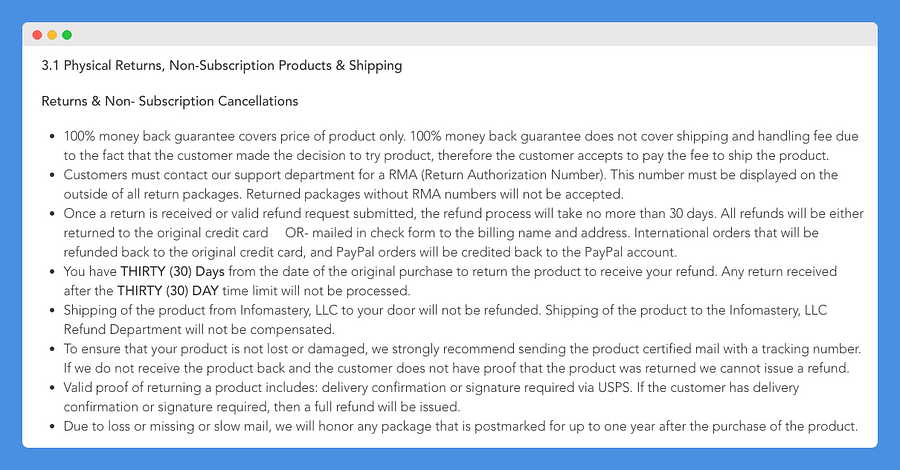 3.1 Physical Returns, Non-Subscription Products & Shipping
Returns & Non- Subscription Cancellations
• 100% money back guarantee covers price of product only. 100% money back guarantee does not cover shipping and handling fee due
to the fact that the customer made the decision to try product, therefore the customer accepts to pay the fee to ship the product.
• Customers must contact our support department for a RMA (Return Authorization Number). This number must be displayed on the
outside of all return packages. Returned packages without RMA numbers will not be accepted.
• Once a return is received or valid refund request submitted, the refund process will take no more than 30 days. All refunds will be either
returned to the original credit card    OR- mailed in check form to the billing name and address. International orders that will be
refunded back to the original credit card, and PayPal orders will be credited back to the PayPal account.
• You have THIRTY (30) Days from the date of the original purchase to return the product to receive your refund. Any return received
after the THIRTY (30) DAY time limit will not be processed.
• Shipping of the product from Infomastery, LLC to your door will not be refunded. Shipping of the product to the Infomastery, LLC
Refund Department will not be compensated.
• To ensure that your product is not lost or damaged, we strongly recommend sending the product certified mail with a tracking number.
If we do not receive the product back and the customer does not have proof that the product was returned we cannot issue a refund.
• Valid proof of returning a product includes: delivery confirmation or signature required via USPS. If the customer has delivery
confirmation or signature required, then a full refund will be issued.
• Due to loss or missing or slow mail, we will honor any package that is postmarked for up to one year after the purchase of the product.